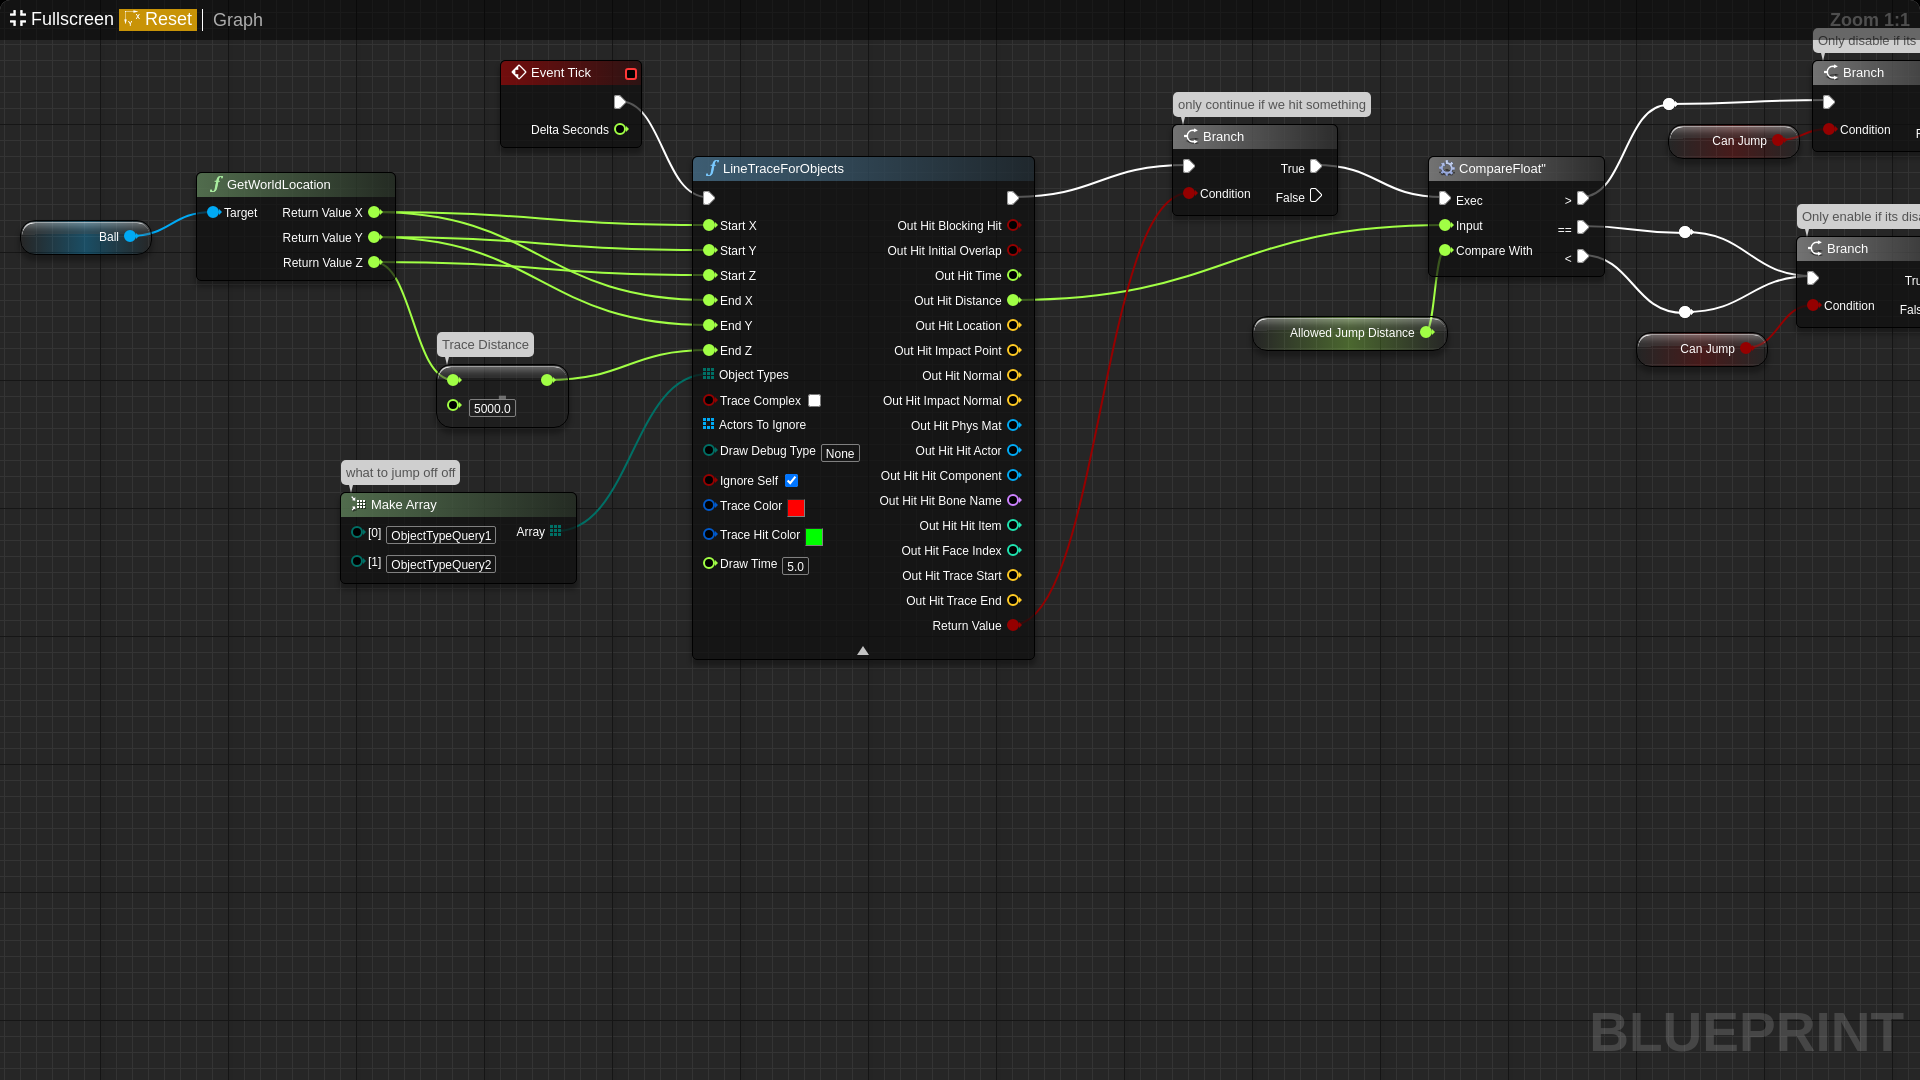 Fullscreen Reset Graph
Zoom 1:1
Only disable if its
Event Tick
Delta Seconds
Branch
Condition
Can Jump
only continue if we hit something
Branch
True
Condition
False
GetWorldLocation
Target
Return Value X
Return Value Y
Return Value Z
Ball
LineTraceForObjects
Start X
Start Y
Start Z
End X
End Y
End Z
Object Types
Trace Complex
Actors To Ignore
Draw Debug Type None
Ignore Self
Trace Color
Trace Hit Color
Draw Time 5.0
Out Hit Blocking Hit
Out Hit Initial Overlap
Out Hit Time
Out Hit Distance
Out Hit Location
Out Hit Impact Point
Out Hit Normal
Out Hit Impact Normal
Out Hit Phys Mat
Out Hit Hit Actor
Out Hit Hit Component
Out Hit Hit Bone Name
Out Hit Hit Item
Out Hit Face Index
Out Hit Trace Start
Out Hit Trace End
Return Value
CompareFloat"
Exec
>
Input
==
Compare With
<
Allowed Jump Distance
Only enable if its disa
Branch
Tru
Condition
Fals
Can Jump
Trace Distance
5000.0
what to jump off off
Make Array
[0] ObjectTypeQuery1
Array
[1] ObjectTypeQuery2
BLUEPRINT